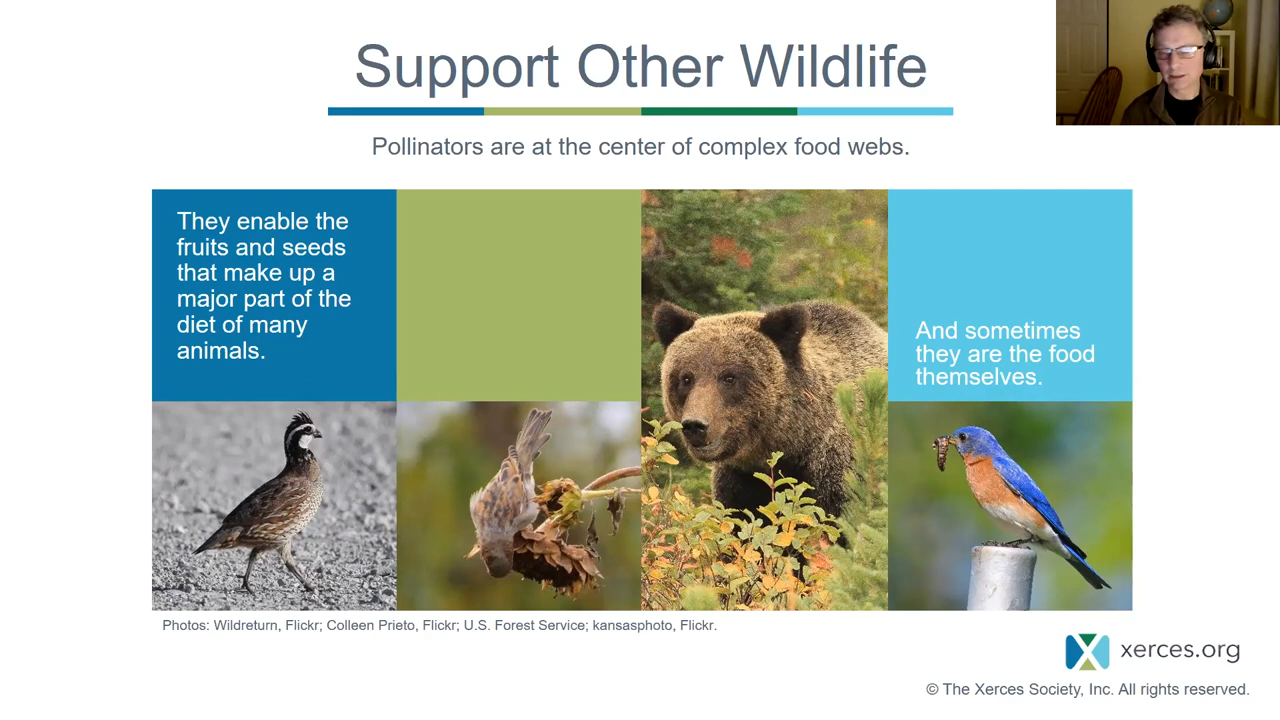 Support Other Wildlife
Pollinators are at the center of complex food webs.
They enable the
fruits and seeds
that make up a
major part of the
diet of many
animals.
And sometimes
they are the food
themselves.
Photos: Wildreturn, Flickr; Colleen Prieto, Flickr; U.S. Forest Service; kansasphoto, Flickr.
xerces.org
© The Xerces Society, Inc. All rights reserved.